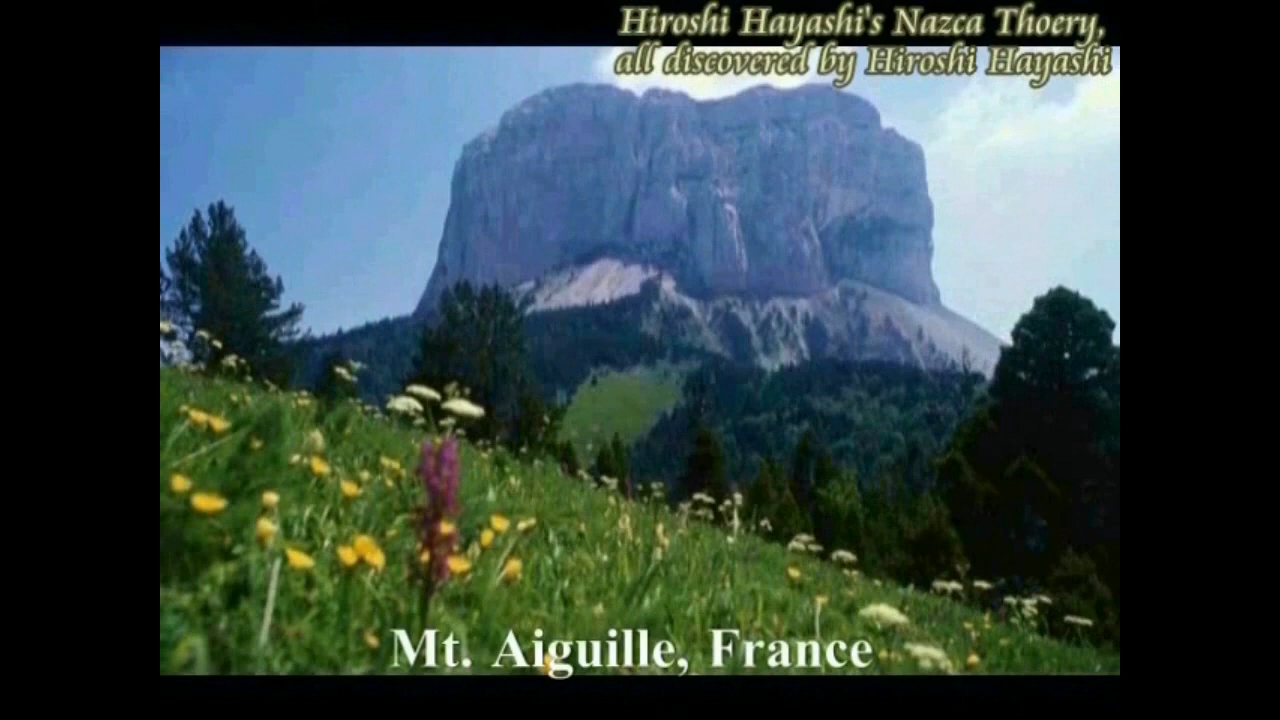 Hiroshi Hayashi's Nazca Thoery,
all discovered by Hiroshi Hayashi
Mt. Aiguille, France